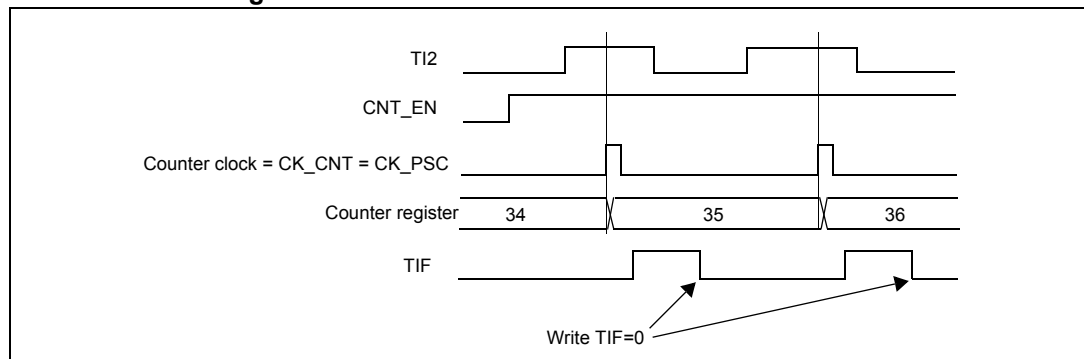 TI2
CNT_EN
Counter clock = CK_CNT = CK_PSC
Counter register 34 35 36
TIF
Write TIF=0